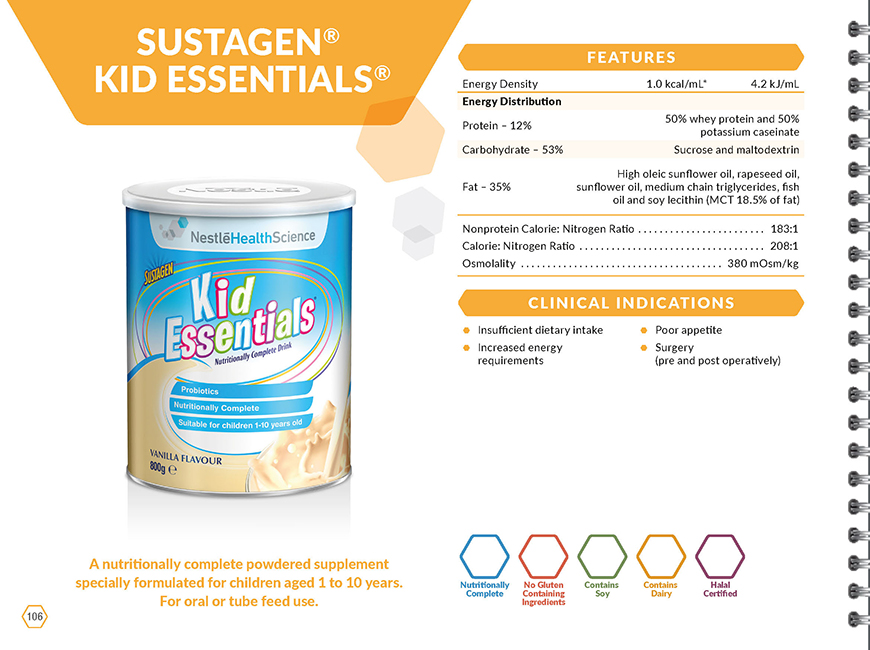 SUSTAGEN®
KID ESSENTIALS®
NestlēHealthScience
SUSTAGEN
Kid
Essentials
Nutritionally Complete Drink
Probiotics
Nutritionally Complete
Suitable for children 1-10 years old
VANILLA FLAVOUR
800g ℮
A nutritionally complete powdered supplement
specially formulated for children aged 1 to 10 years.
For oral or tube feed use.
106
FEATURES
Energy Density 1.0 kcal/mL* 4.2 kJ/mL
Energy Distribution
Protein – 12% 50% whey protein and 50%
potassium caseinate
Carbohydrate – 53% Sucrose and maltodextrin
High oleic sunflower oil, rapeseed oil,
Fat – 35% sunflower oil, medium chain triglycerides, fish
oil and soy lecithin (MCT 18.5% of fat)
Nonprotein Calorie: Nitrogen Ratio . . . . . . . . . . . . . . . . . . . . . . . . 183:1
Calorie: Nitrogen Ratio . . . . . . . . . . . . . . . . . . . . . . . . . . . . . . . . . . . 208:1
Osmolality . . . . . . . . . . . . . . . . . . . . . . . . . . . . . . . . . . . . . . 380 mOsm/kg
CLINICAL INDICATIONS
Insufficient dietary intake
Increased energy
requirements
Poor appetite
Surgery
(pre and post operatively)
Nutritionally
Complete
No Gluten
Containing
Ingredients
Contains
Soy
Contains
Dairy
Halal
Certified